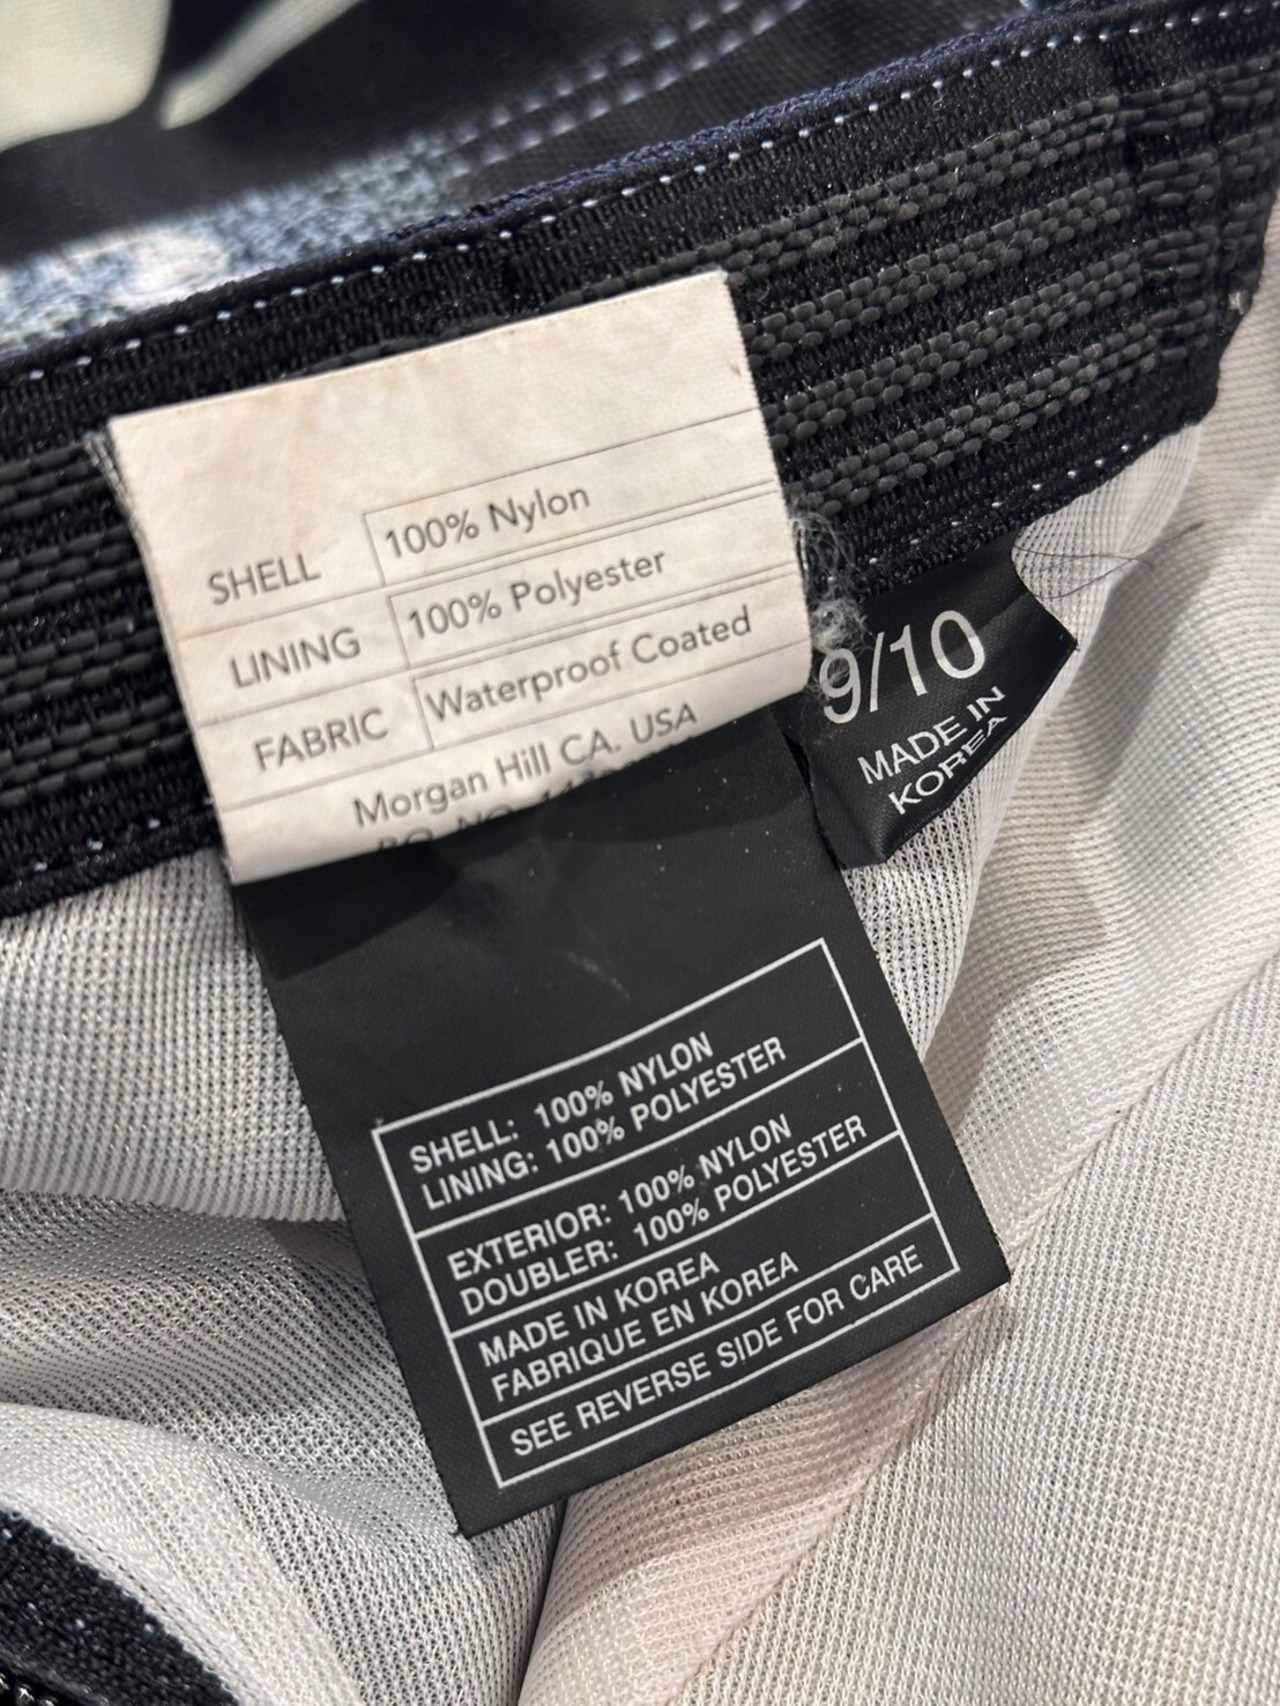 SHELL 100% Nylon
LINING 100% Polyester
FABRIC Waterproof Coated
Morgan Hill CA. USA
9/10
MADE IN
KOREA
SHELL: 100% NYLON
LINING: 100% POLYESTER
EXTERIOR: 100% NYLON
DOUBLER: 100% POLYESTER
MADE IN KOREA
FABRIQUE EN KOREA
SEE REVERSE SIDE FOR CARE